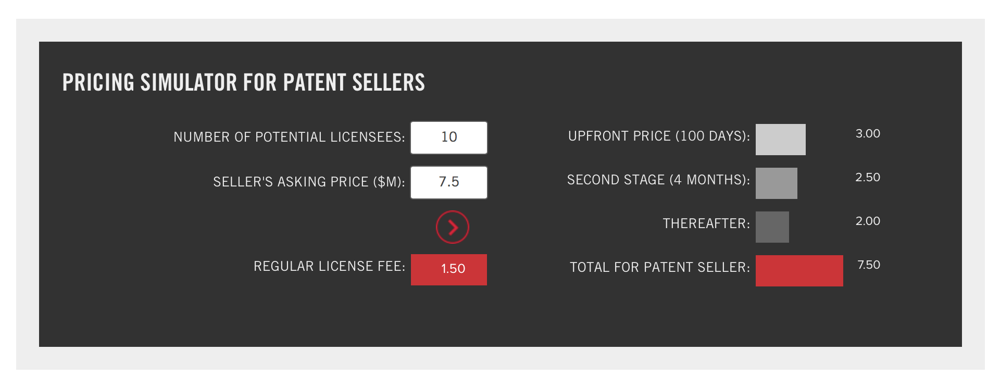 PRICING SIMULATOR FOR PATENT SELLERS
NUMBER OF POTENTIAL LICENSEES: 10
SELLER'S ASKING PRICE ($M): 7.5
REGULAR LICENSE FEE: 1.50
UPFRONT PRICE (100 DAYS): 3.00
SECOND STAGE (4 MONTHS): 2.50
THEREAFTER: 2.00
TOTAL FOR PATENT SELLER: 7.50